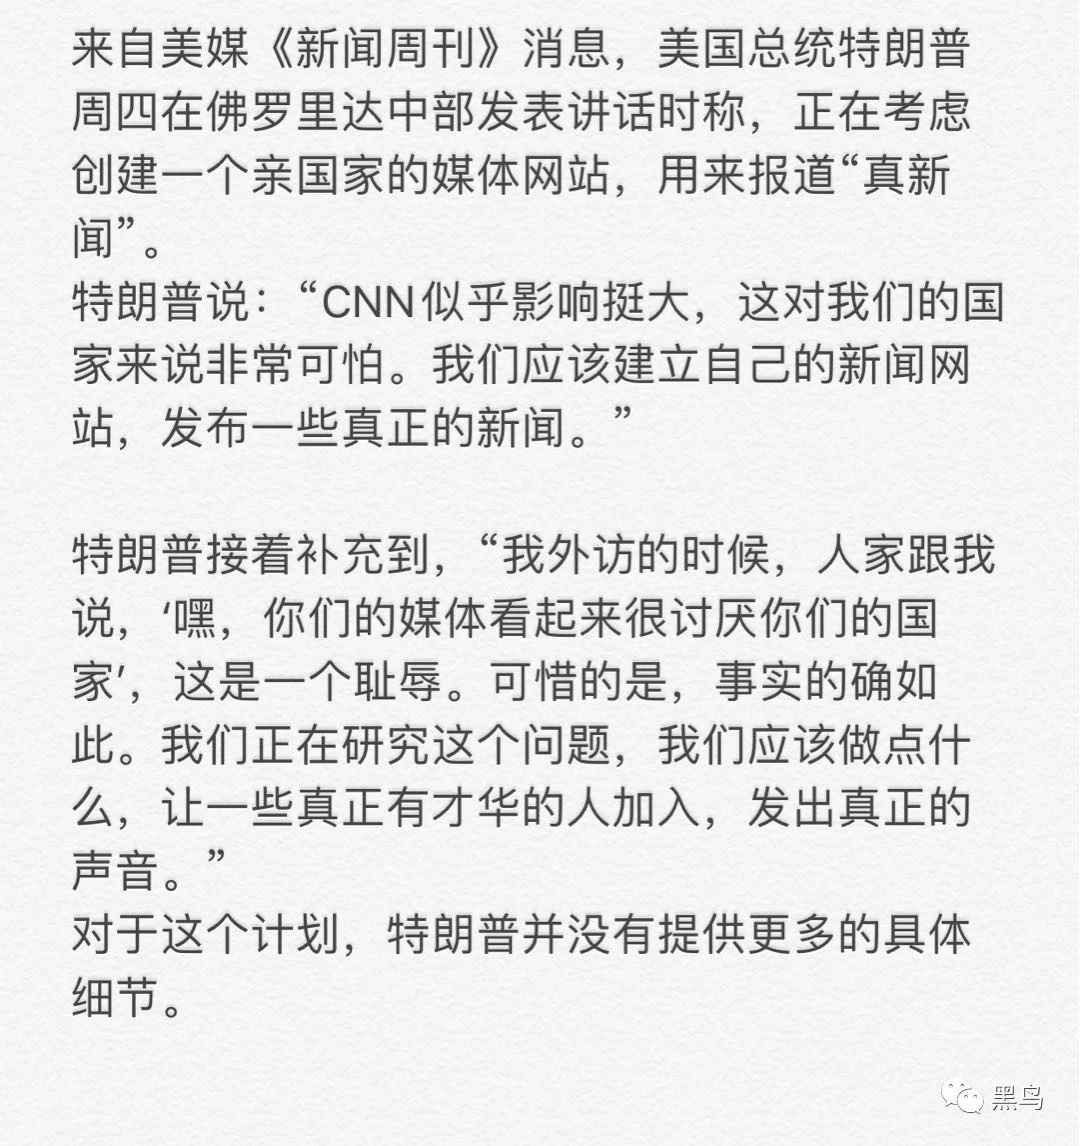 来自美媒《新闻周刊》消息，美国总统特朗普
周四在佛罗里达中部发表讲话时称，正在考虑
创建一个亲国家的媒体网站，用来报道“真新
闻”。
特朗普说：“CNN似乎影响挺大，这对我们的国
家来说非常可怕。我们应该建立自己的新闻网
站，发布一些真正的新闻。”
特朗普接着补充到，“我外访的时候，人家跟我
说，‘嘿，你们的媒体看起来很讨厌你们的国
家’，这是一个耻辱。可惜的是，事实的确如
此。我们正在研究这个问题，我们应该做点什
么，让一些真正有才华的人加入，发出真正的
声音。”
对于这个计划，特朗普并没有提供更多的具体
细节。
黑鸟